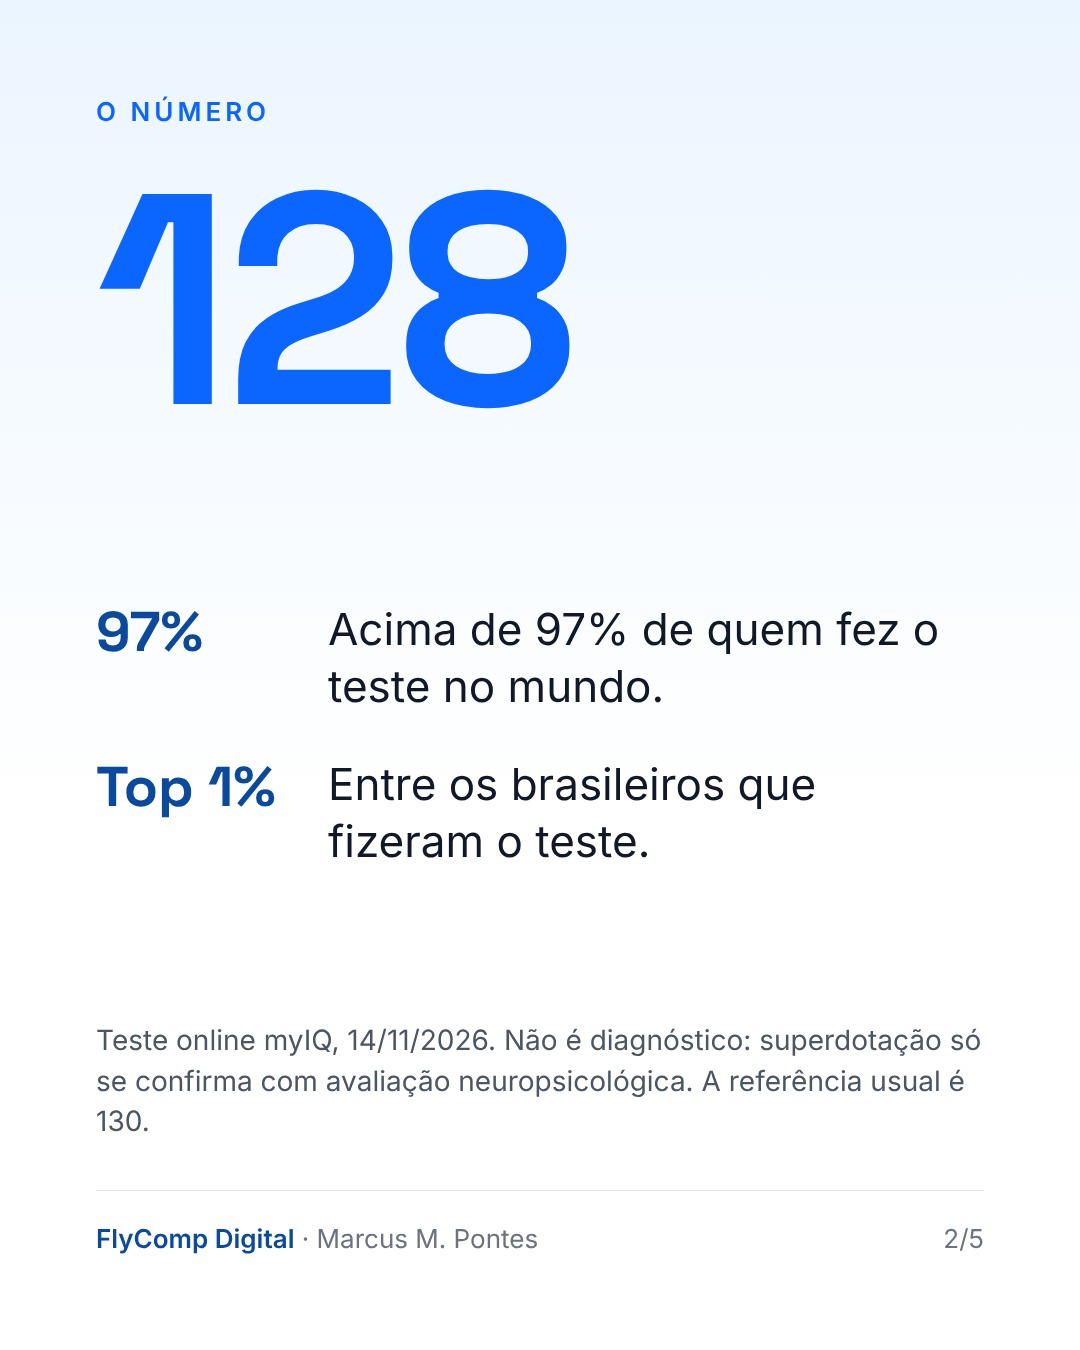 O NÚMERO
128
97%
Acima de 97% de quem fez o
teste no mundo.
Top 1%
Entre os brasileiros que
fizeram o teste.
Teste online myIQ, 14/11/2026. Não é diagnóstico: superdotação só
se confirma com avaliação neuropsicológica. A referência usual é
130.
FlyComp Digital · Marcus M. Pontes
2/5